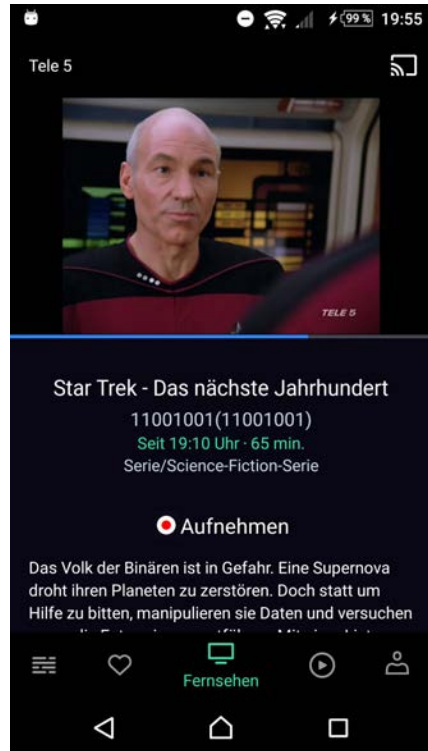 99 % 19:55
Tele 5
TELE 5
Star Trek - Das nächste Jahrhundert
11001001(11001001)
Seit 19:10 Uhr · 65 min.
Serie/Science-Fiction-Serie
Aufnehmen
Das Volk der Binären ist in Gefahr. Eine Supernova
droht ihren Planeten zu zerstören. Doch statt um
Hilfe zu bitten, manipulieren sie Daten und versuchen
Fernsehen